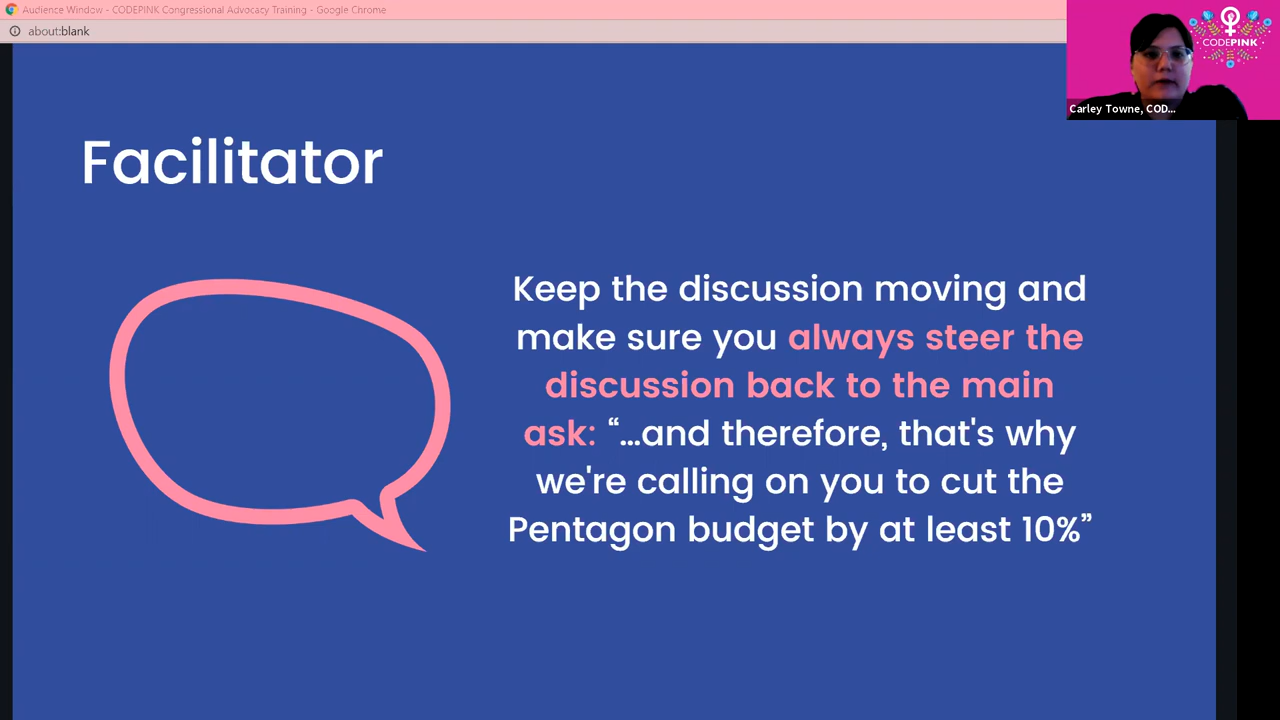 Audience Window - CODEPINK Congressional Advocacy Training - Google Chrome
about:blank
CODEPINK
Carley Towne, COD...
Facilitator
Keep the discussion moving and
make sure you always steer the
discussion back to the main
ask: “...and therefore, that's why
we're calling on you to cut the
Pentagon budget by at least 10%”